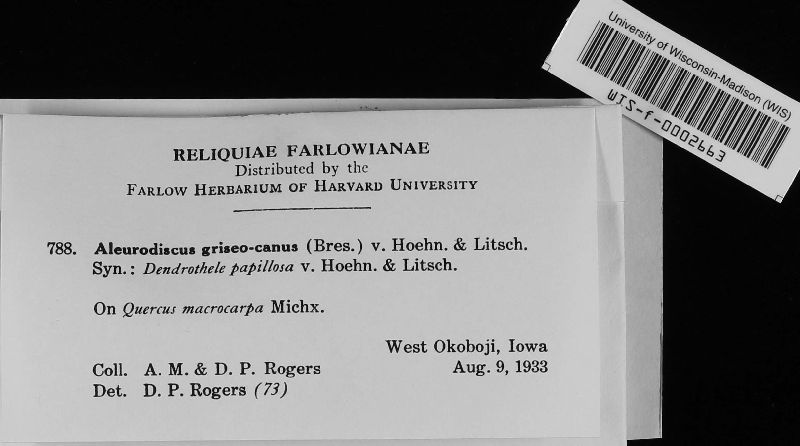 University of Wisconsin-Madison (WIS)
WIS-f-0002663
RELIQUIAE FARLOWIANAE
Distributed by the
FARLOW HERBARIUM OF HARVARD UNIVERSITY
788. Aleurodiscus griseo-canus (Bres.) v. Hoehn. & Litsch.
Syn.: Dendrothele papillosa v. Hoehn. & Litsch.
On Quercus macrocarpa Michx.
West Okoboji, Iowa
Coll. A. M. & D. P. Rogers Aug. 9, 1933
Det. D. P. Rogers (73)